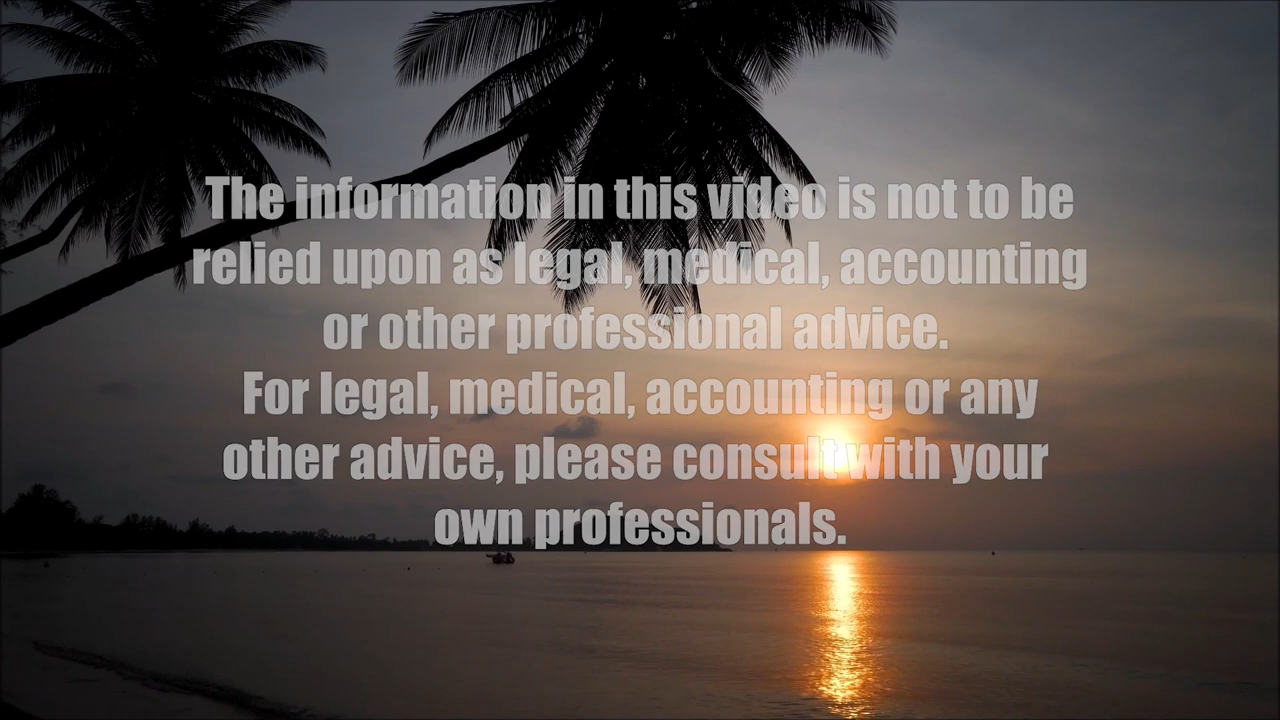 The information in this video is not to be
relied upon as legal, medical, accounting
or other professional advice.
For legal, medical, accounting or any
other advice, please consult with your
own professionals.